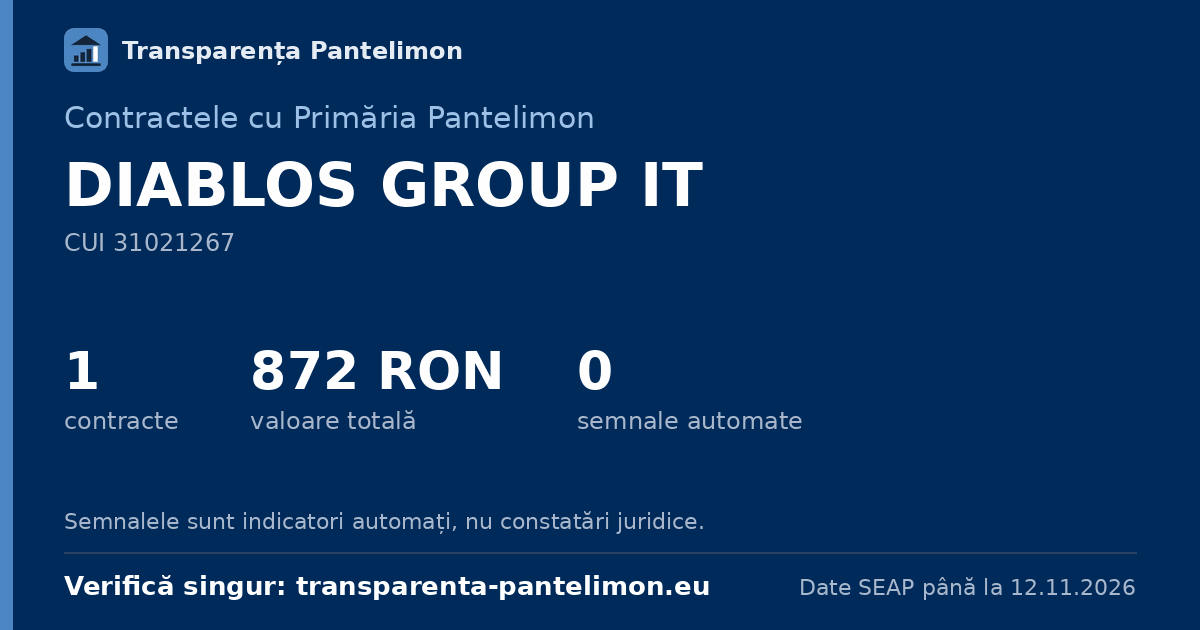 Transparența Pantelimon
Contractele cu Primăria Pantelimon
DIABLOS GROUP IT
CUI 31021267
1 872 RON 0
contracte valoare totală semnale automate
Semnalele sunt indicatori automați, nu constatări juridice.
Verifică singur: transparenta-pantelimon.eu Date SEAP până la 12.11.2026